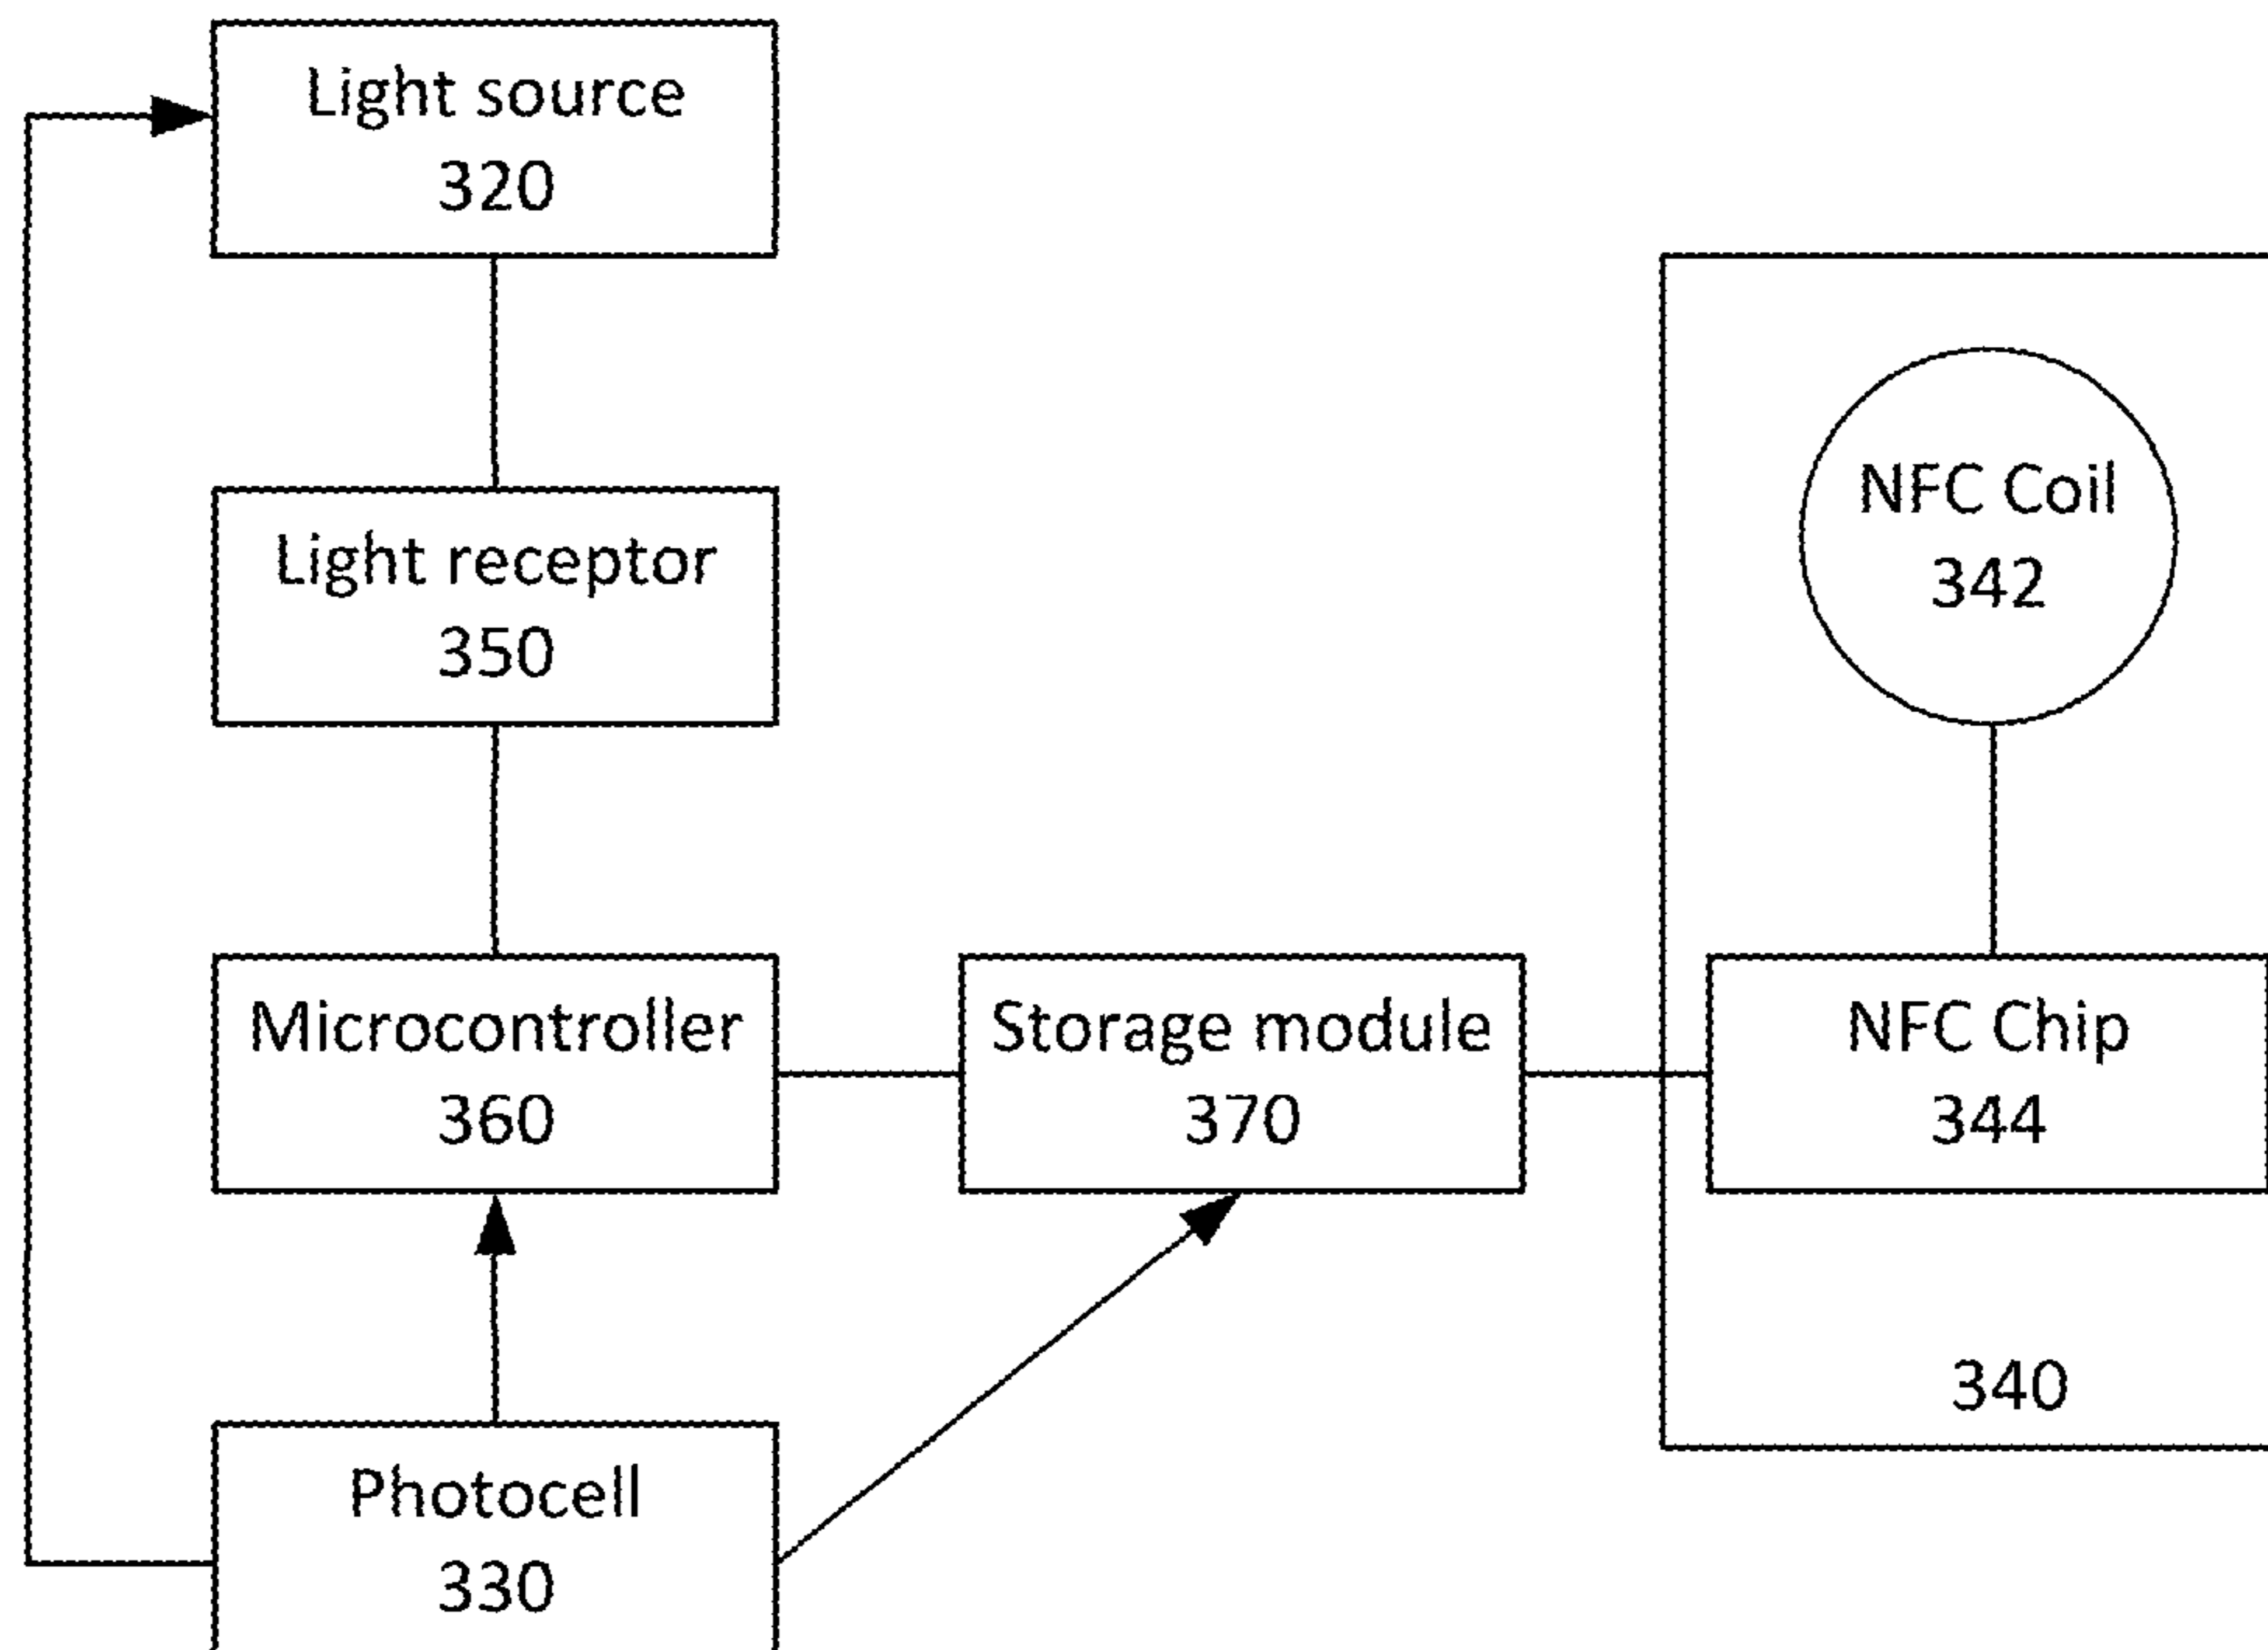 Light source
320
Light receptor
350
NFC Coil
342
Microcontroller
360
Storage module
370
NFC Chip
344
340
Photocell
330